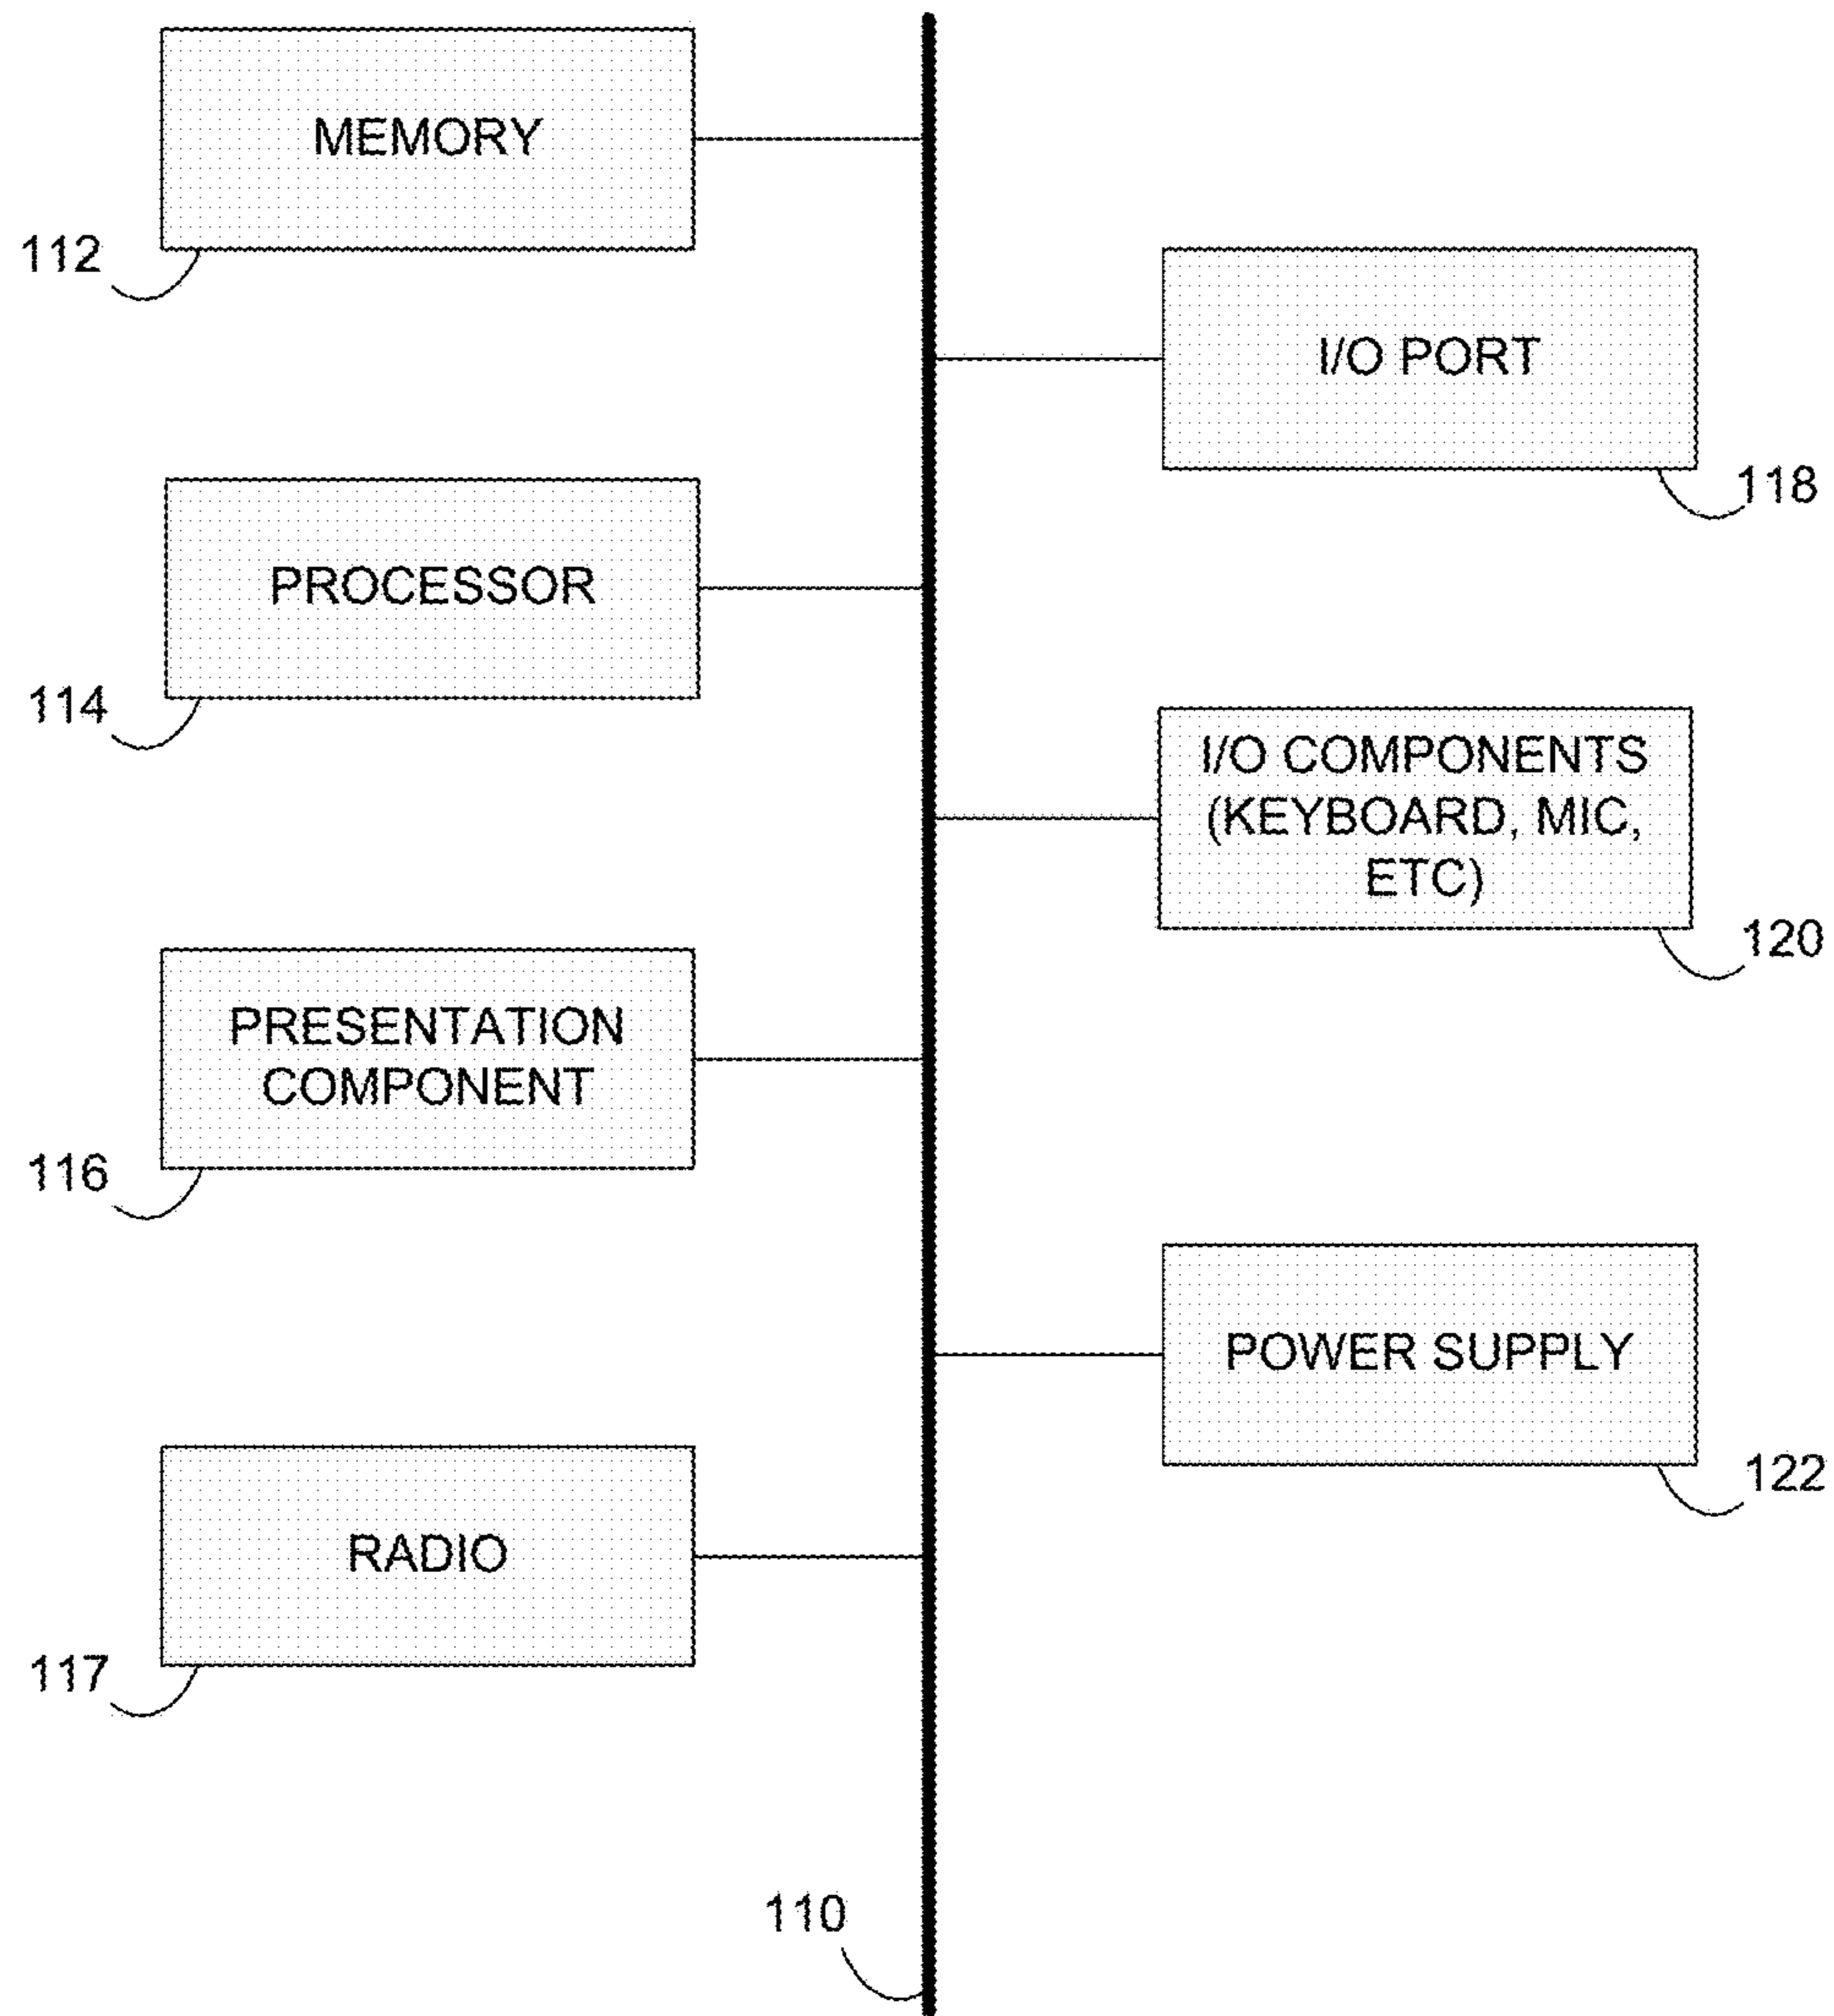 MEMORY
112
I/O PORT
118
PROCESSOR
114
I/O COMPONENTS
(KEYBOARD, MIC,
ETC)
120
PRESENTATION
COMPONENT
116
POWER SUPPLY
122
RADIO
117
110